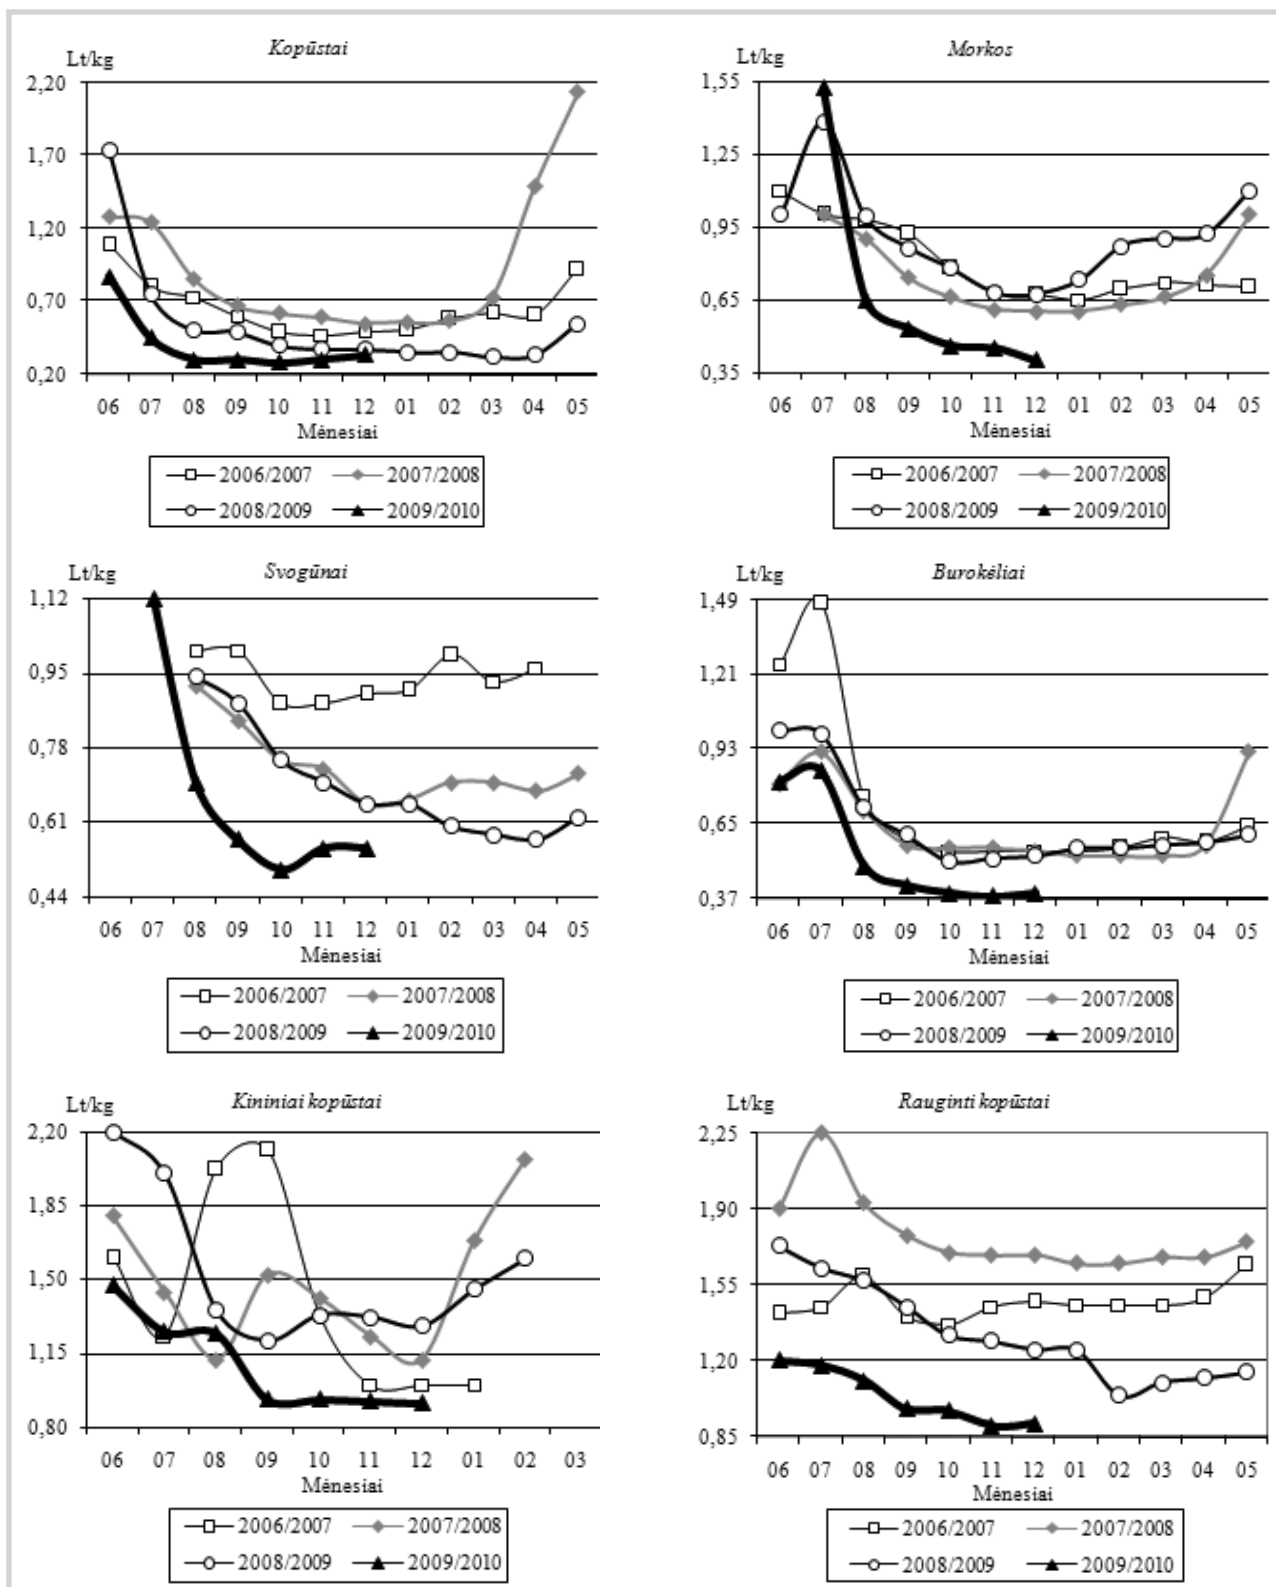 Kopūstai
Lt/kg
2,20
1,70
1,20
0,70
0,20
06 07 08 09 10 11 12 01 02 03 04 05
Mėnesiai
2006/2007 2007/2008
2008/2009 2009/2010
Morkos
Lt/kg
1,55
1,25
0,95
0,65
0,35
06 07 08 09 10 11 12 01 02 03 04 05
Mėnesiai
2006/2007 2007/2008
2008/2009 2009/2010
Svogūnai
Lt/kg
1,12
0,95
0,78
0,61
0,44
06 07 08 09 10 11 12 01 02 03 04 05
Mėnesiai
2006/2007 2007/2008
2008/2009 2009/2010
Burokėliai
Lt/kg
1,49
1,21
0,93
0,65
0,37
06 07 08 09 10 11 12 01 02 03 04 05
Mėnesiai
2006/2007 2007/2008
2008/2009 2009/2010
Kininiai kopūstai
Lt/kg
2,20
1,85
1,50
1,15
0,80
06 07 08 09 10 11 12 01 02 03
Mėnesiai
2006/2007 2007/2008
2008/2009 2009/2010
Rauginti kopūstai
Lt/kg
2,25
1,90
1,55
1,20
0,85
06 07 08 09 10 11 12 01 02 03 04 05
Mėnesiai
2006/2007 2007/2008
2008/2009 2009/2010